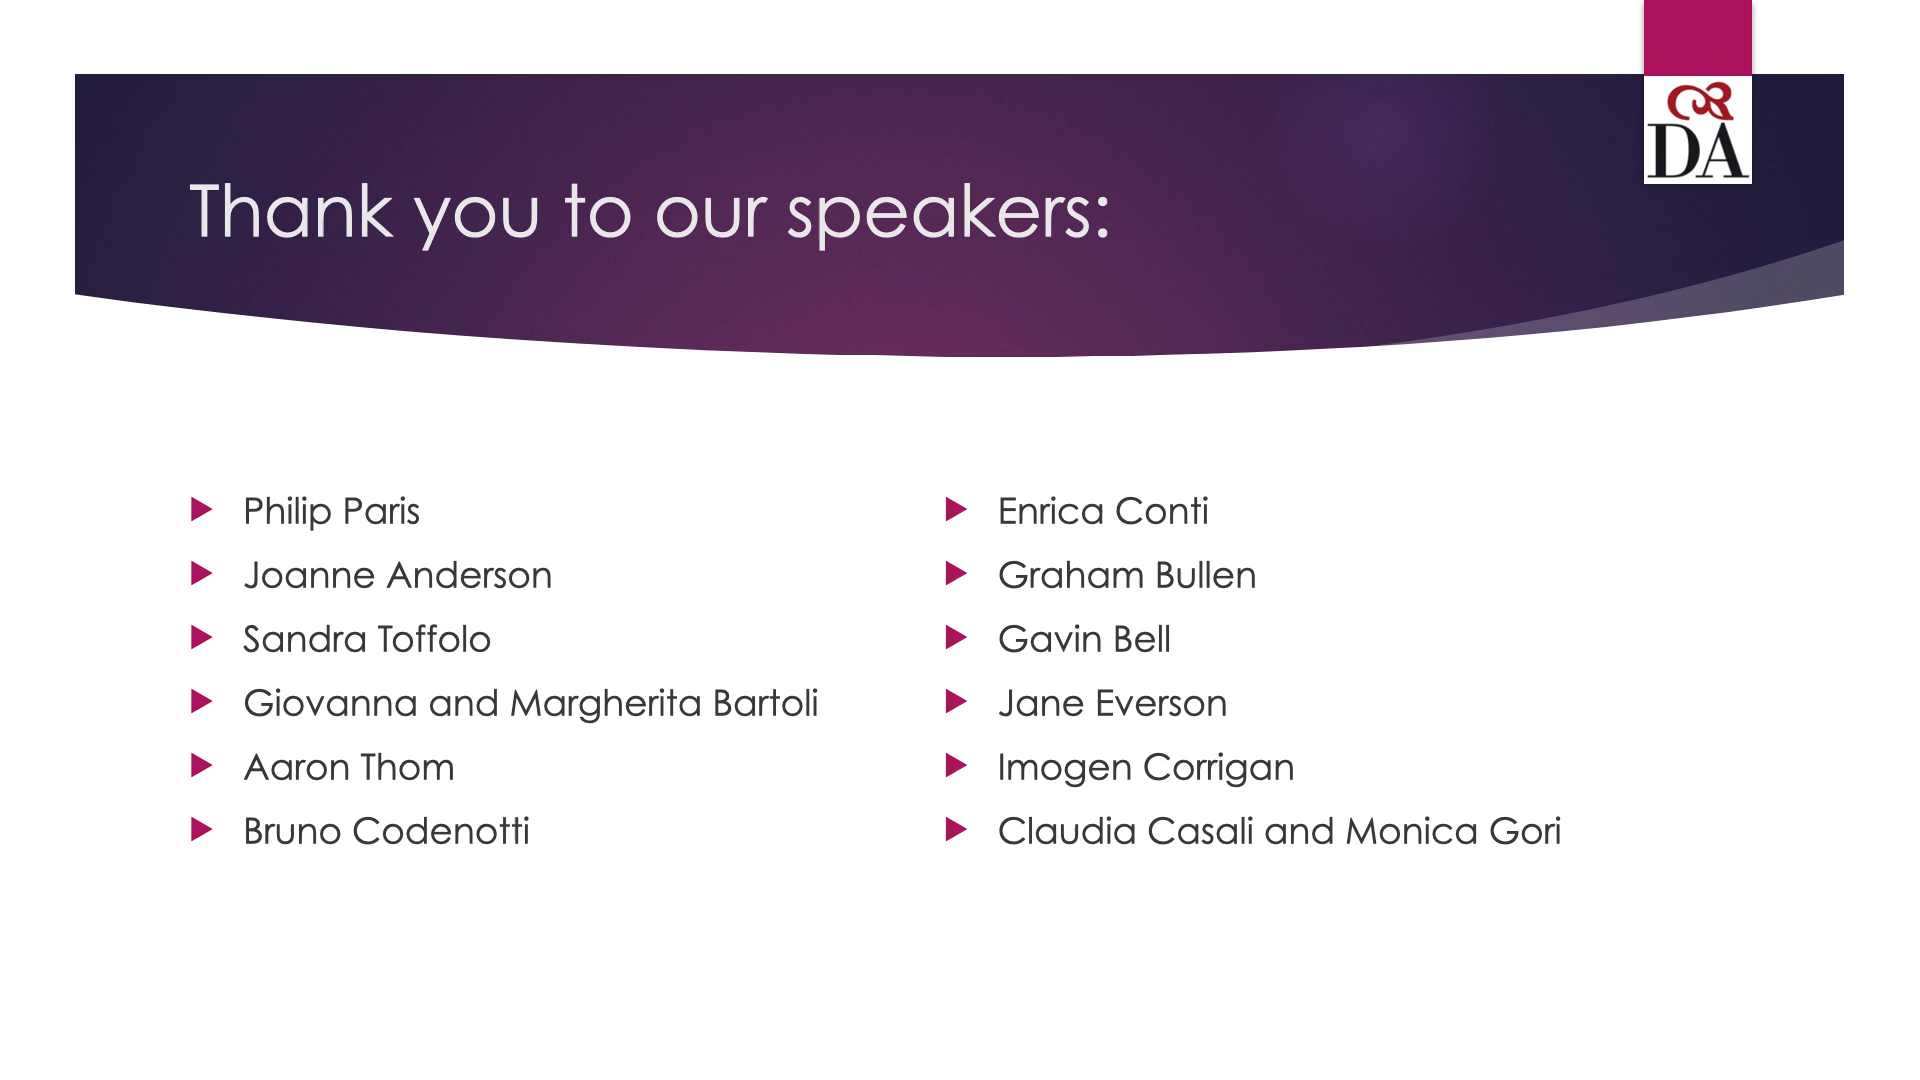 DA
Thank you to our speakers:
Philip Paris
Joanne Anderson
Sandra Toffolo
Giovanna and Margherita Bartoli
Aaron Thom
Bruno Codenotti
Enrica Conti
Graham Bullen
Gavin Bell
Jane Everson
Imogen Corrigan
Claudia Casali and Monica Gori